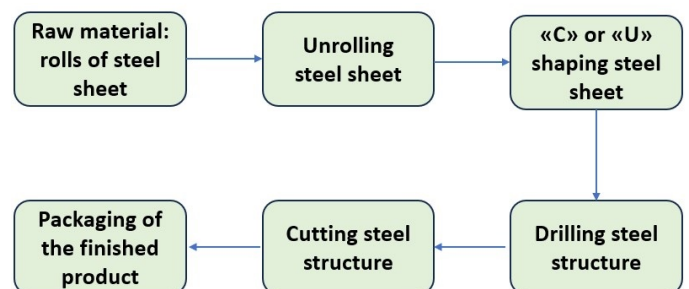 Raw material:
rolls of steel
sheet
Unrolling
steel sheet
«C» or «U»
shaping steel
sheet
Drilling steel
structure
Cutting steel
structure
Packaging of
the finished
product